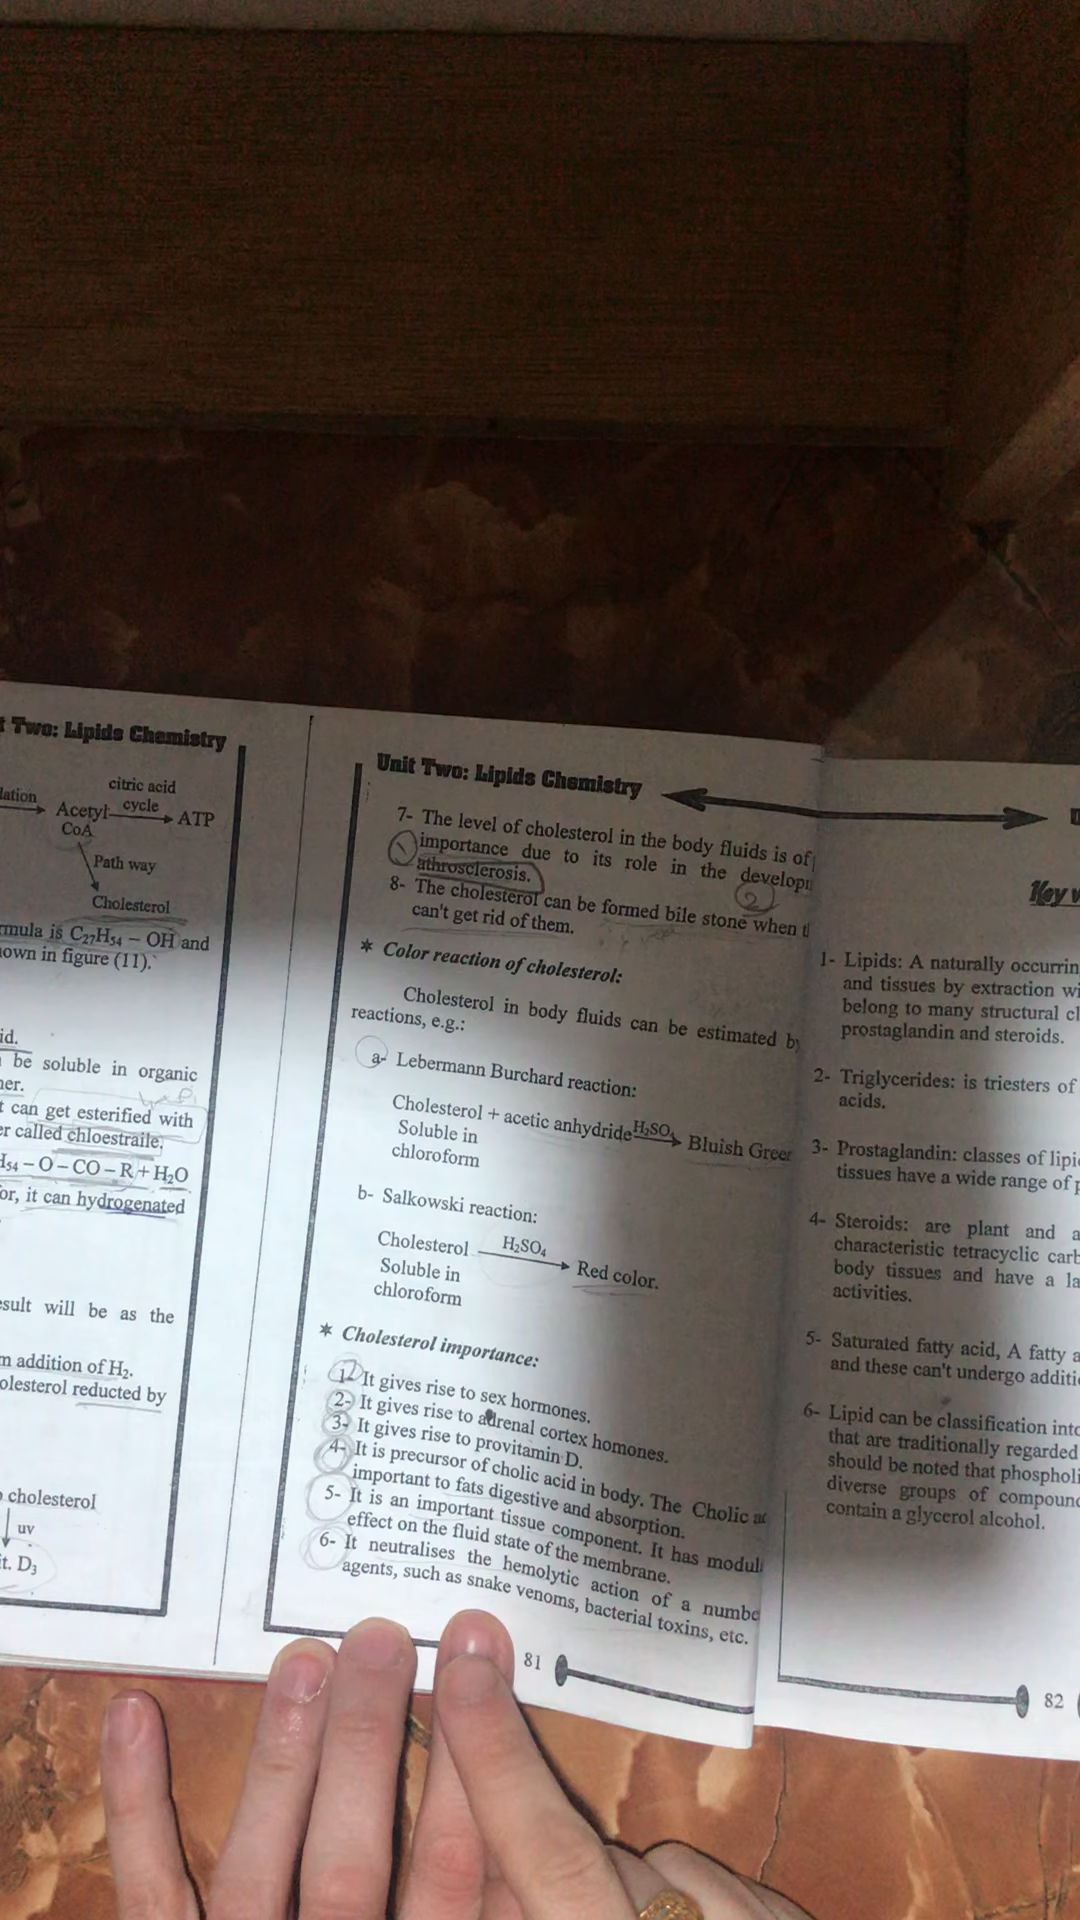 t Two: Lipids Chemistry
citric acid
lation Acetyl cycle ATP
CoA
Path way
Cholesterol
rmula is C₂₇H₅₄ – OH and
own in figure (11).
id.
be soluble in organic
ner.
t can get esterified with
er called chloestraile.
H₅₄ – O – CO – R + H₂O
or, it can hydrogenated
esult will be as the
m addition of H₂.
olesterol reducted by
cholesterol
uv
it. D₃
Unit Two: Lipids Chemistry
7- The level of cholesterol in the body fluids is of
importance due to its role in the develop
athrosclerosis.
2
8- The cholesterol can be formed bile stone when t
can't get rid of them.
* Color reaction of cholesterol:
Cholesterol in body fluids can be estimated by
reactions, e.g.:
a- Lebermann Burchard reaction:
Cholesterol + acetic anhydride H₂SO₄ Bluish Green
Soluble in
chloroform
b- Salkowski reaction:
Cholesterol H₂SO₄ Red color.
Soluble in
chloroform
* Cholesterol importance:
1- It gives rise to sex hormones.
2- It gives rise to adrenal cortex homones.
3- It gives rise to provitamin D.
4- It is precursor of cholic acid in body. The Cholic ac
important to fats digestive and absorption.
5- It is an important tissue component. It has modul
effect on the fluid state of the membrane.
6- It neutralises the hemolytic action of a numbe
agents, such as snake venoms, bacterial toxins, etc.
81
Key w
1- Lipids: A naturally occurrin
and tissues by extraction wi
belong to many structural cl
prostaglandin and steroids.
2- Triglycerides: is triesters of
acids.
3- Prostaglandin: classes of lipi
tissues have a wide range of p
4- Steroids: are plant and a
characteristic tetracyclic carb
body tissues and have a la
activities.
5- Saturated fatty acid, A fatty a
and these can't undergo additi
6- Lipid can be classification into
that are traditionally regarded
should be noted that phospholi
diverse groups of compound
contain a glycerol alcohol.
82